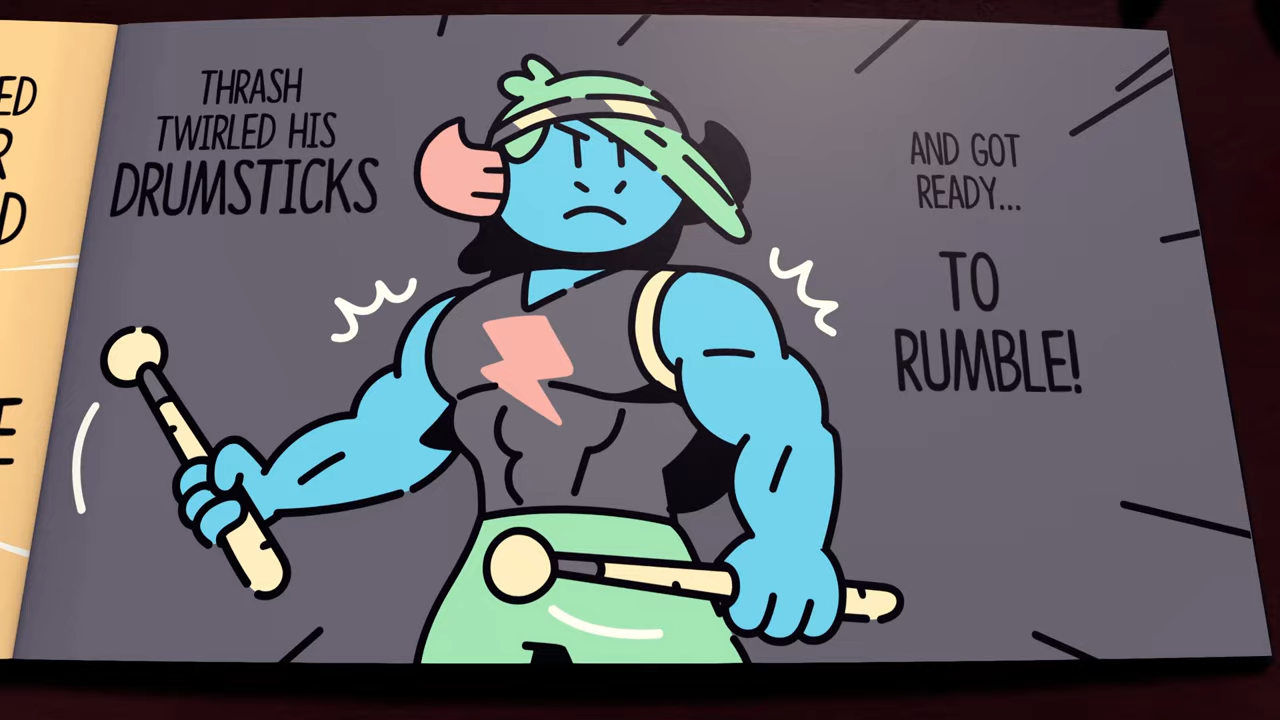 THRASH
TWIRLED HIS
DRUMSTICKS
AND GOT
READY...
TO
RUMBLE!